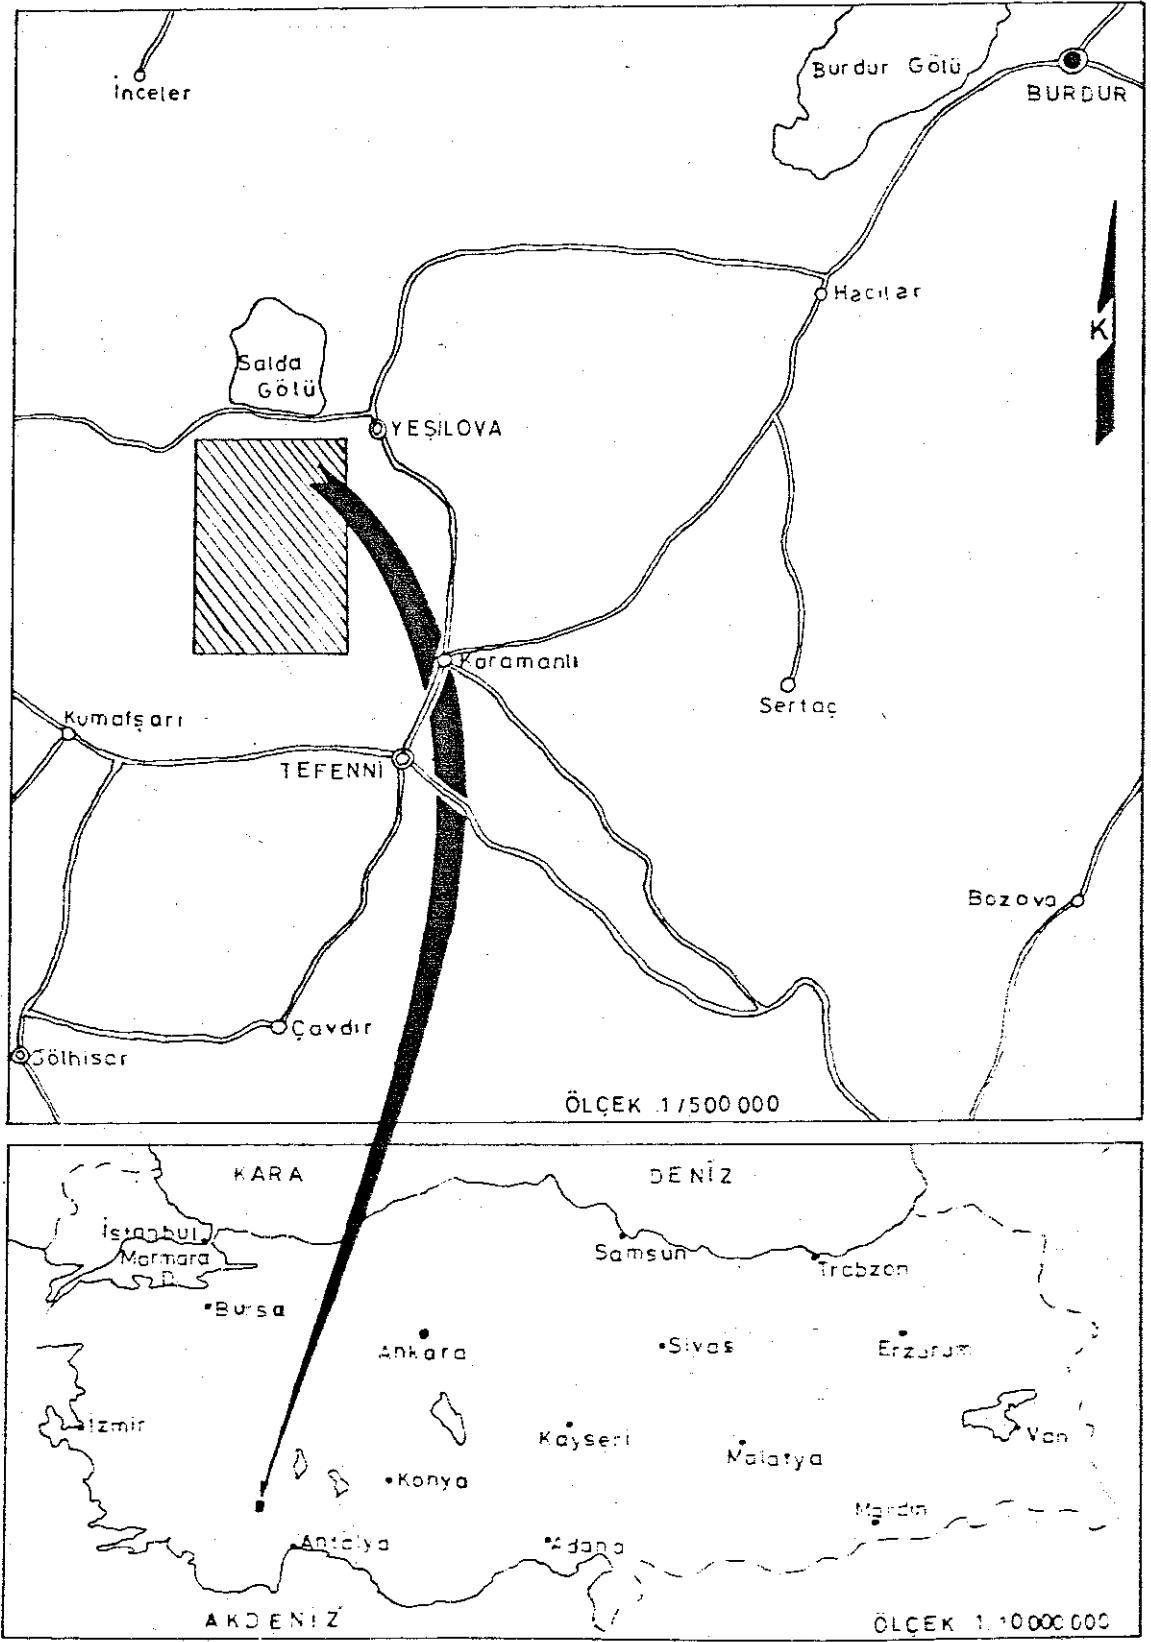 İnceler
Burdur Gölü
BURDUR
Hacılar
K
Salda
Gölü
YEŞİLOVA
Karamanlı
Sertaç
Kumafşarı
TEFENNİ
Bozova
Çavdır
Gölhisar
ÖLÇEK 1/500 000
KARA DENİZ
İstanbul
Marmara
D.
Samsun
Trabzon
Bursa
Ankara
Sivas
Erzurum
İzmir
Kayseri
Van
Malatya
Konya
Mardin
Antalya
Adana
AKDENİZ
ÖLÇEK 1:10 000 000